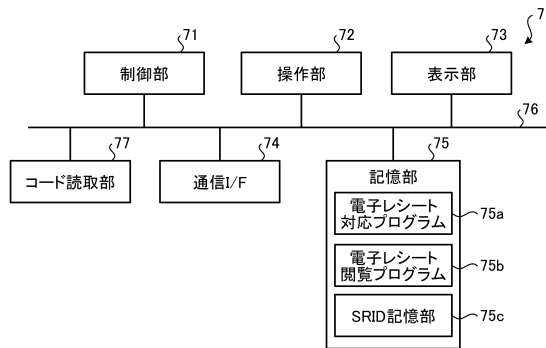 7
71
72
73
制御部
操作部
表示部
76
77
74
75
コード読取部
通信I/F
記憶部
電子レシート
対応プログラム
75a
電子レシート
閲覧プログラム
75b
SRID記憶部
75c